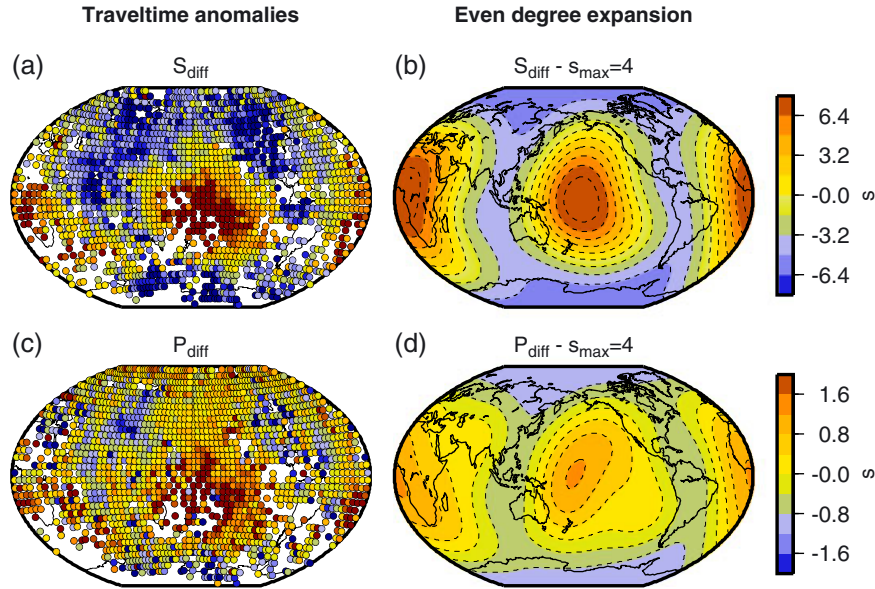 Traveltime anomalies
Even degree expansion
(a)
Sdiff
(b)
Sdiff - smax=4
6.4
3.2
-0.0
-3.2
-6.4
s
(c)
Pdiff
(d)
Pdiff - smax=4
1.6
0.8
-0.0
-0.8
-1.6
s